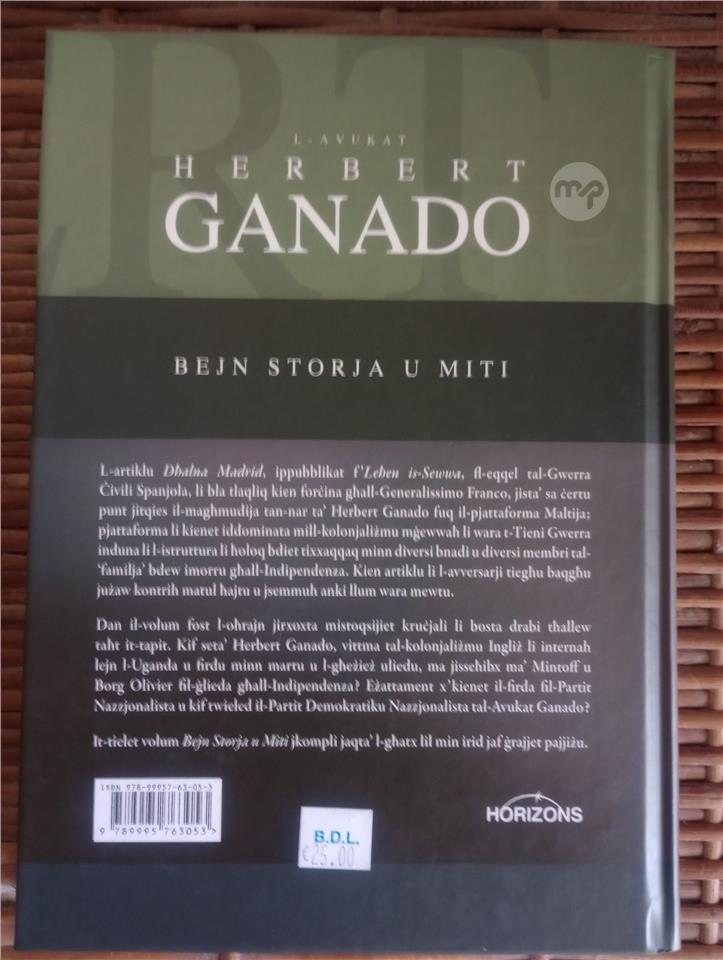 L-AVUKAT
HERBERT
GANADO
mp
BEJN STORJA U MITI
L-artiklu Dħalna Madrid, ippubblikat f'Leħen is-Sewwa, fl-eqqel tal-Gwerra
Ċivili Spanjola, li bla tlaqliq kien forċina għall-Generalissimo Franco, jista' sa ċertu
punt jitqies il-magħmudija tan-nar ta' Herbert Ganado fuq il-pjattaforma Maltija;
pjattaforma li kienet iddominata mill-kolonjaliżmu mġewwaħ li wara t-Tieni Gwerra
induna li l-istruttura li ħoloq bdiet tixxaqqaq minn diversi bnadi u diversi membri tal-
'familja' bdew imorru għall-Indipendenza. Kien artiklu li l-avversarji tiegħu baqgħu
jużaw kontrih matul ħajtu u jsemmuh anki llum wara mewtu.
Dan il-volum fost l-oħrajn jirxoxta mistoqsijiet kruċjali li bosta drabi tħallew
taħt it-tapit. Kif seta' Herbert Ganado, vittma tal-kolonjaliżmu Ingliż li internah
lejn l-Uganda u firdu minn martu u l-għeżież uliedu, ma jissehibx ma' Mintoff u
Borg Olivier fil-ġlieda għall-Indipendenza? Eżattament x'kienet il-firda fil-Partit
Nazzjonalista u kif twieled il-Partit Demokratiku Nazzjonalista tal-Avukat Ganado?
It-tielet volum Bejn Storja u Miti jkompli jaqta' l-għatx lil min irid jaf ġrajjet pajjiżu.
ISBN 978-99957-63-05-3
9 789995 763053
B.D.L.
€25.00
HORIZONS